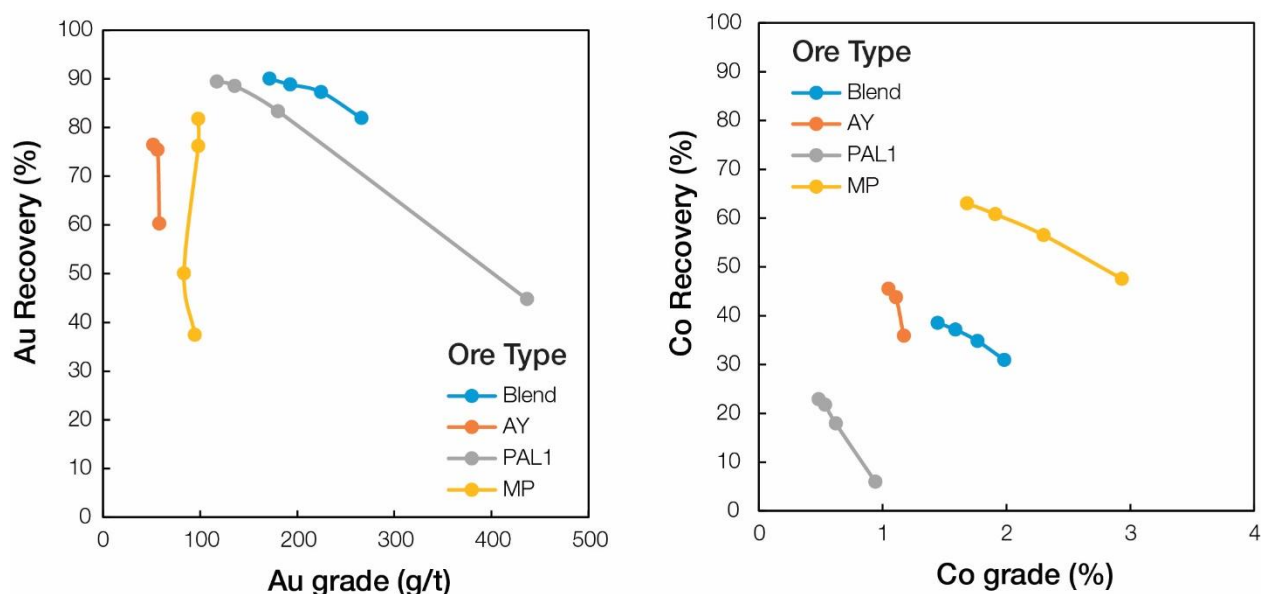 100
90
80
70
60
50
40
30
20
10
0
Au Recovery (%)
0 100 200 300 400 500
Au grade (g/t)
Ore Type
Blend
AY
PAL1
MP
100
90
80
70
60
50
40
30
20
10
0
Co Recovery (%)
Ore Type
Blend
AY
PAL1
MP
0 1 2 3 4
Co grade (%)